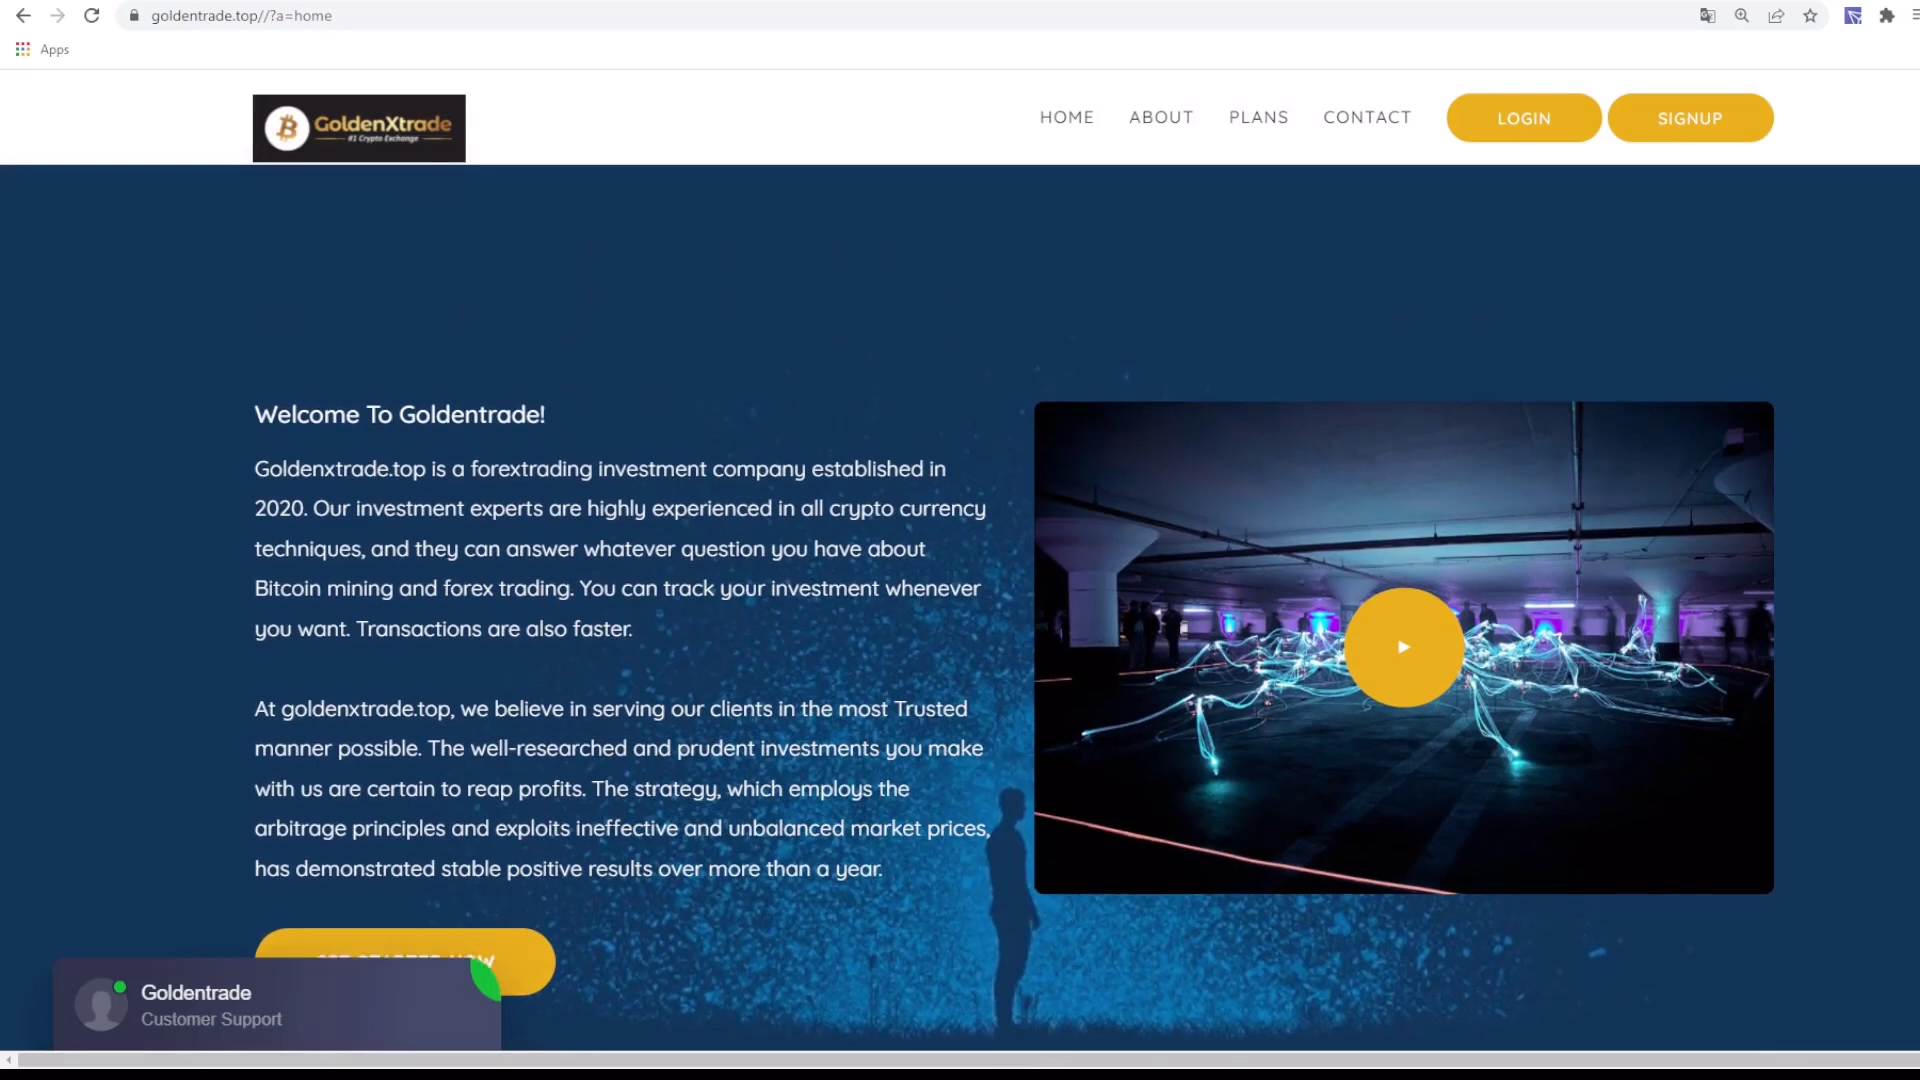 goldentrade.top//?a=home
Apps
GoldenXtrade
#1 Crypto Exchange
HOME ABOUT PLANS CONTACT LOGIN SIGNUP
Welcome To Goldentrade!
Goldenxtrade.top is a forextrading investment company established in
2020. Our investment experts are highly experienced in all crypto currency
techniques, and they can answer whatever question you have about
Bitcoin mining and forex trading. You can track your investment whenever
you want. Transactions are also faster.
At goldenxtrade.top, we believe in serving our clients in the most Trusted
manner possible. The well-researched and prudent investments you make
with us are certain to reap profits. The strategy, which employs the
arbitrage principles and exploits ineffective and unbalanced market prices,
has demonstrated stable positive results over more than a year.
Goldentrade
Customer Support